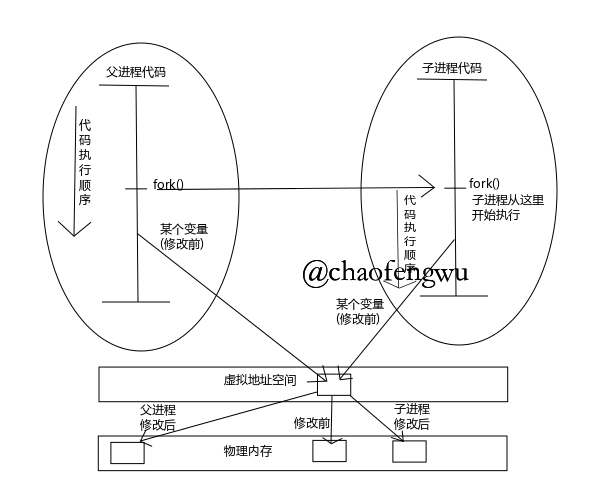 父进程代码
子进程代码
代码执行顺序
fork()
fork()
子进程从这里
开始执行
代码执行顺序
某个变量
(修改前)
@chaofengwu
某个变量
(修改前)
虚拟地址空间
父进程
修改后
修改前
子进程
修改后
物理内存